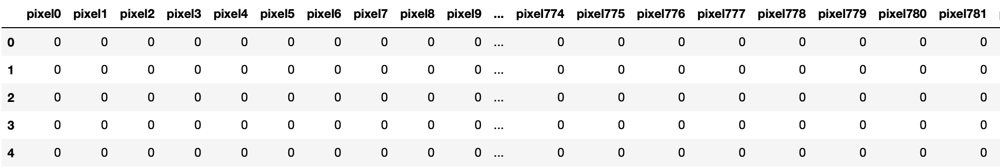 pixel0 pixel1 pixel2 pixel3 pixel4 pixel5 pixel6 pixel7 pixel8 pixel9 ... pixel774 pixel775 pixel776 pixel777 pixel778 pixel779 pixel780 pixel781
0 0 0 0 0 0 0 0 0 0 0 ... 0 0 0 0 0 0 0 0
1 0 0 0 0 0 0 0 0 0 0 ... 0 0 0 0 0 0 0 0
2 0 0 0 0 0 0 0 0 0 0 ... 0 0 0 0 0 0 0 0
3 0 0 0 0 0 0 0 0 0 0 ... 0 0 0 0 0 0 0 0
4 0 0 0 0 0 0 0 0 0 0 ... 0 0 0 0 0 0 0 0